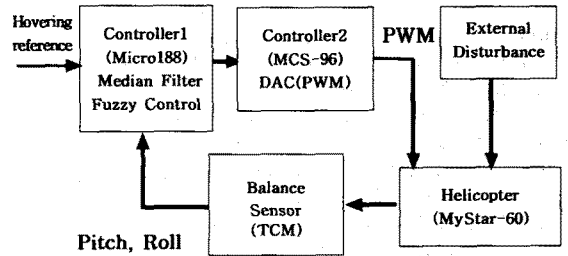 Hovering
reference
Controller1
(Micro188)
Median Filter
Fuzzy Control
Controller2
(MCS-96)
DAC(PWM)
PWM
External
Disturbance
Balance
Sensor
(TCM)
Helicopter
(MyStar-60)
Pitch, Roll